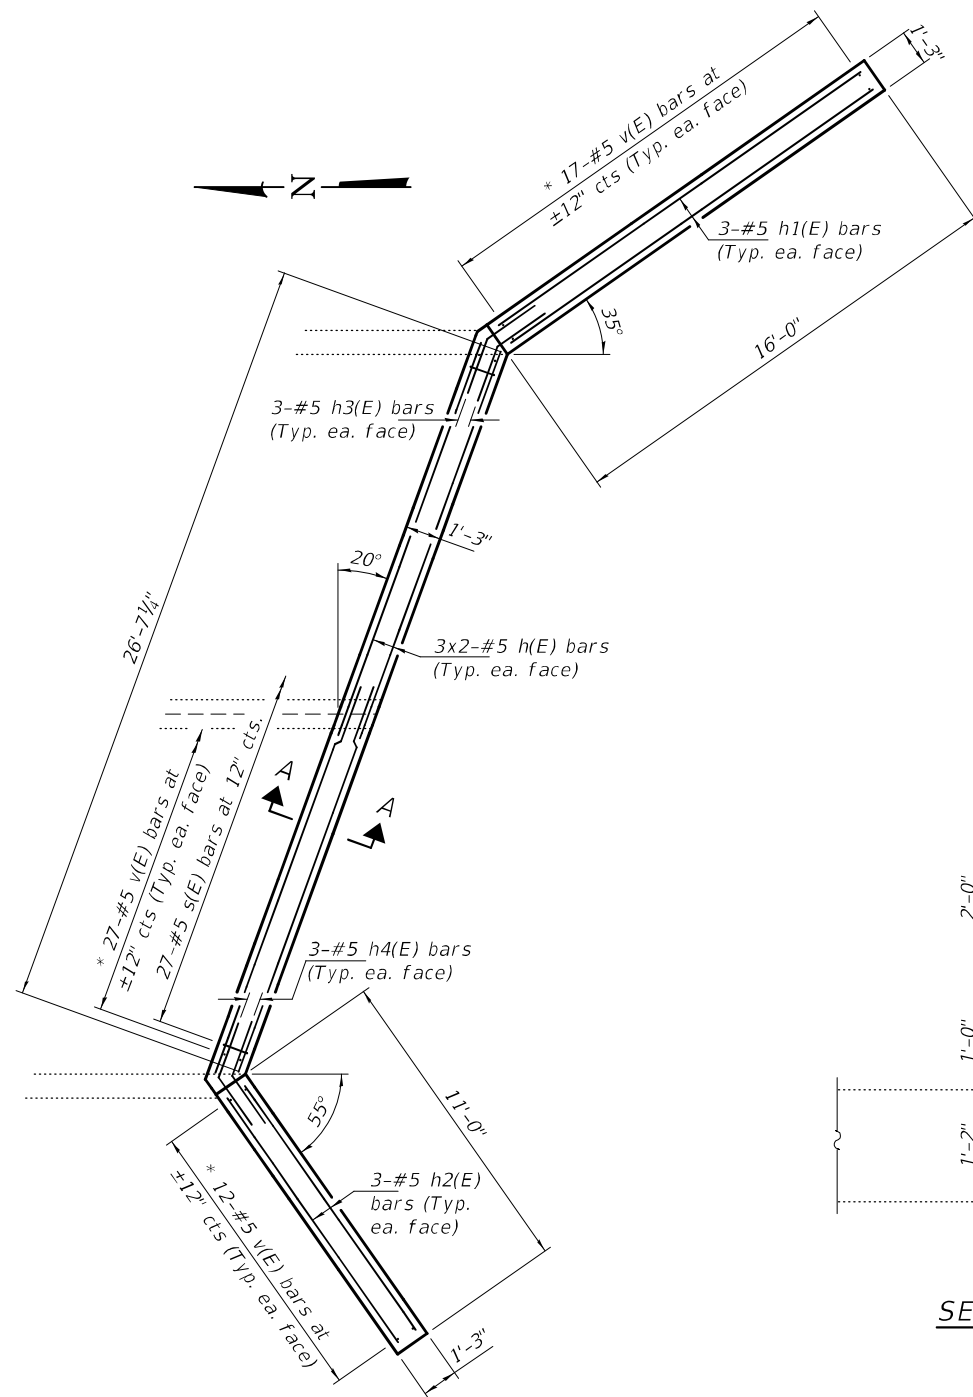 1'-3"
* 17-#5 v(E) bars at
±12" cts (Typ. ea. face)
N
3-#5 h1(E) bars
(Typ. ea. face)
35°
16'-0"
3-#5 h3(E) bars
(Typ. ea. face)
1'-3"
20°
26'-7¼"
3x2-#5 h(E) bars
(Typ. ea. face)
A
A
* 27-#5 v(E) bars at
±12" cts (Typ. ea. face)
27-#5 s(E) bars at 12" cts.
2'-0"
3-#5 h4(E) bars
(Typ. ea. face)
1'-0"
55°
11'-0"
1'-2"
3-#5 h2(E)
bars (Typ.
ea. face)
* 12-#5 v(E) bars at
±12" cts (Typ. ea. face)
1'-3"
SE